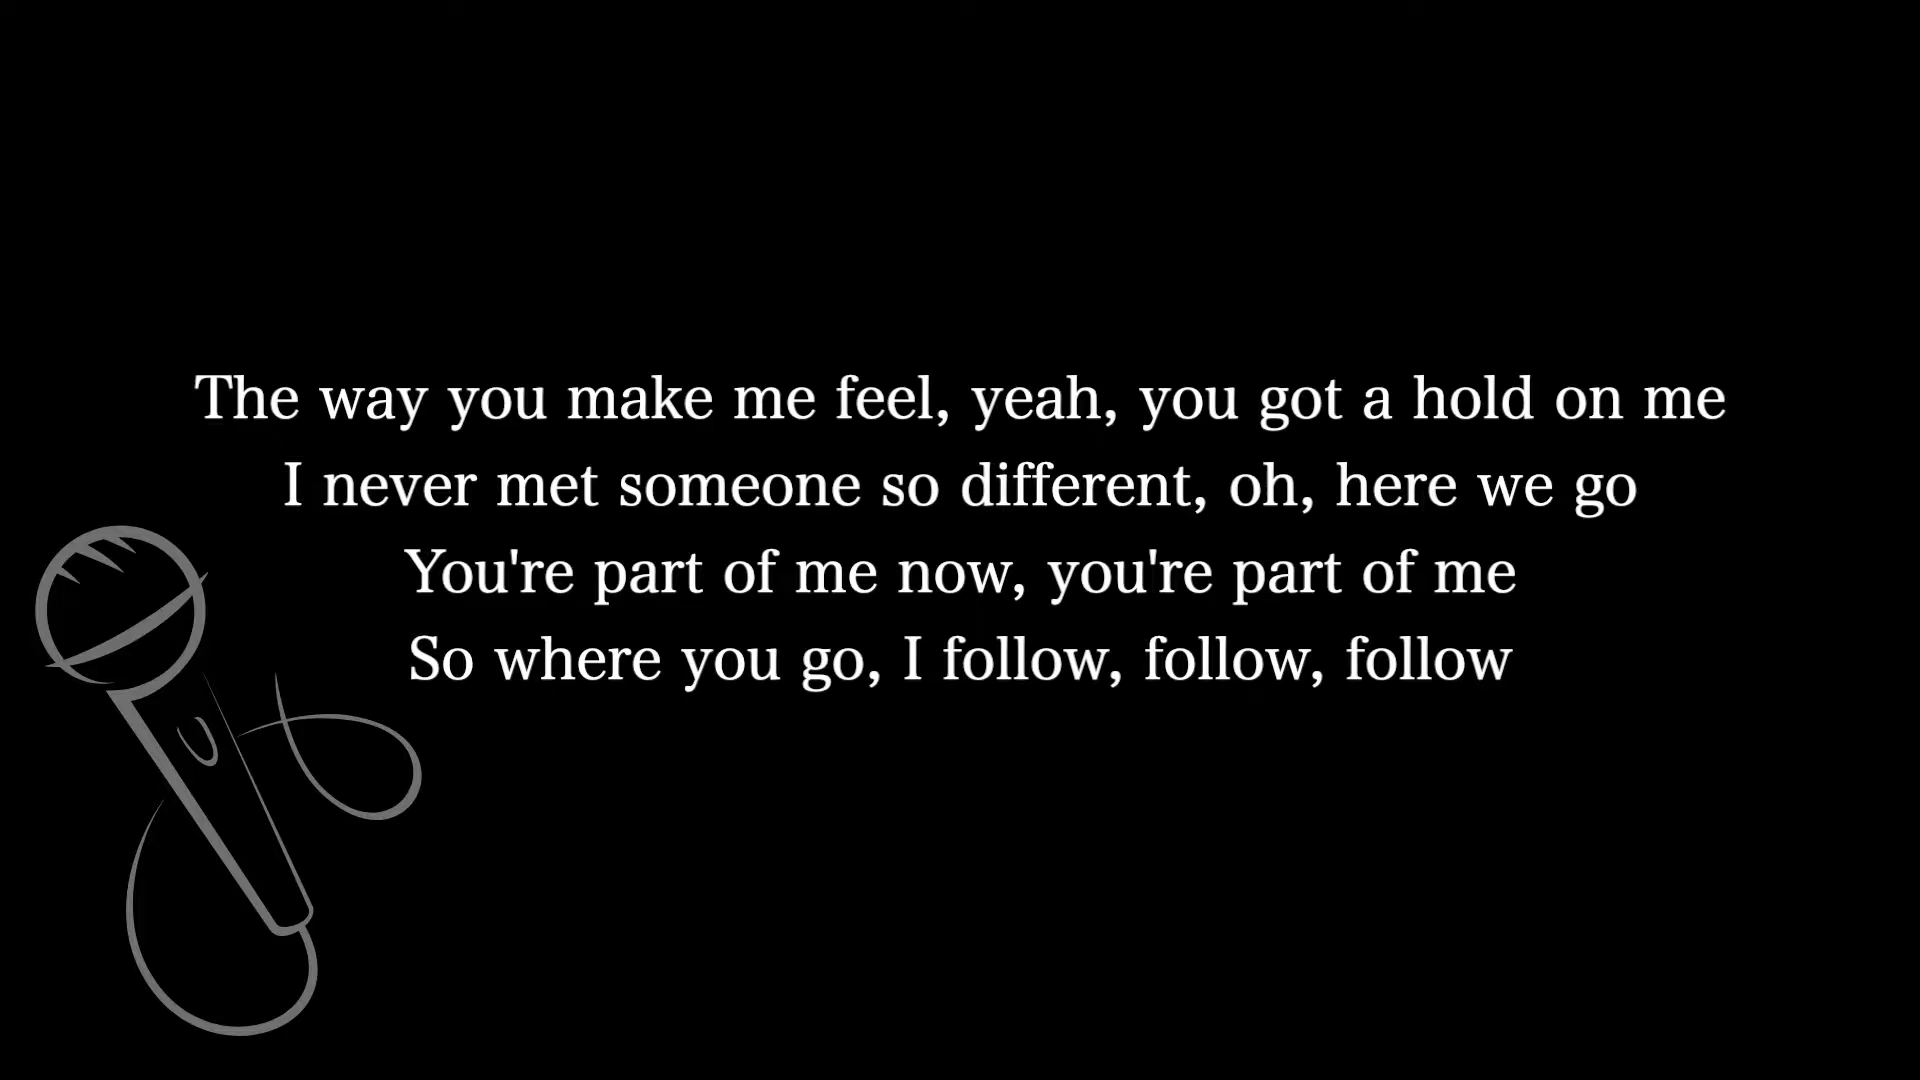 The way you make me feel, yeah, you got a hold on me
I never met someone so different, oh, here we go
You're part of me now, you're part of me
So where you go, I follow, follow, follow